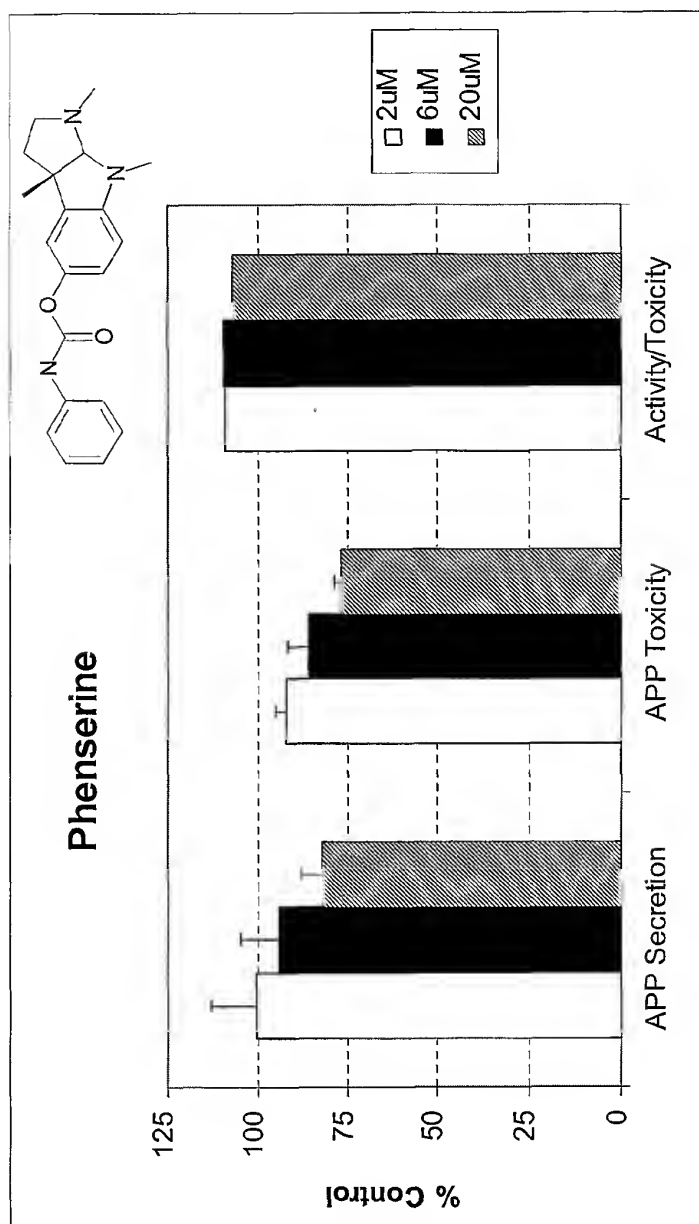 Phenserine
N
N
O
O
N
2uM
6uM
20uM
% Control
125
100
75
50
25
0
APP Secretion
APP Toxicity
Activity/Toxicity